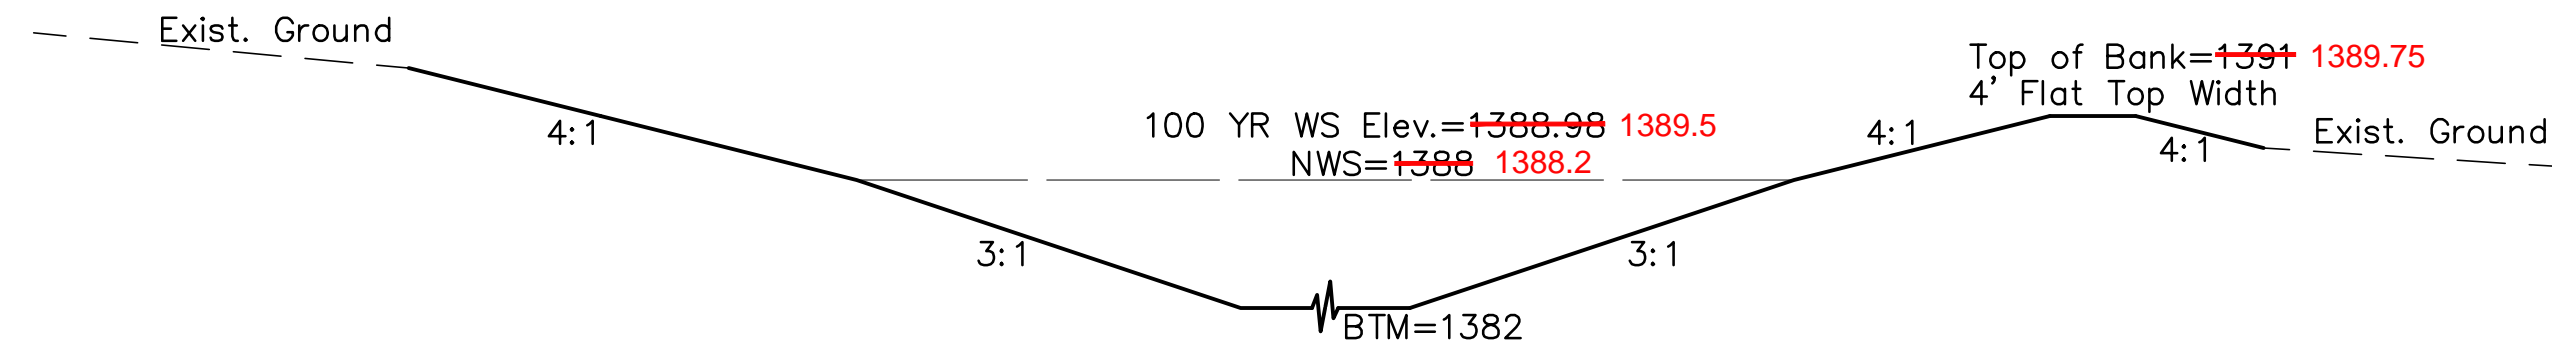 Exist. Ground
Top of Bank=1391 1389.75
4' Flat Top Width
100 YR WS Elev.=1388.98 1389.5
NWS=1388 1388.2
4:1
4:1
4:1
Exist. Ground
3:1
3:1
BTM=1382